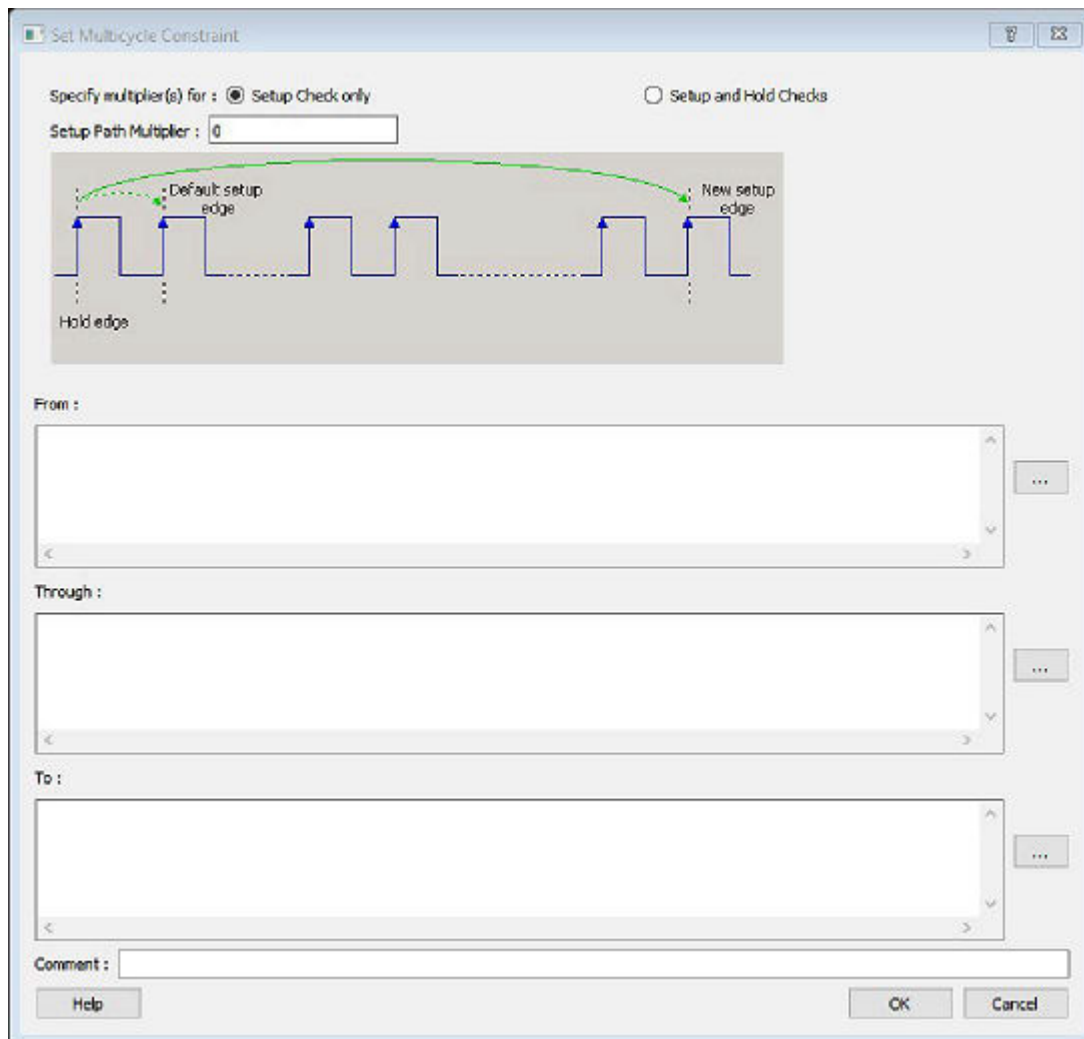 Set Multicycle Constraint
Specify multiplier(s) for : Setup Check only Setup and Hold Checks
Setup Path Multiplier : 0
Default setup
edge
New setup
edge
Hold edge
From :
...
Through :
...
To :
...
Comment :
Help OK Cancel